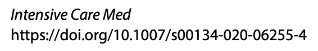 Intensive Care Med
https://doi.org/10.1007/s00134-020-06255-4